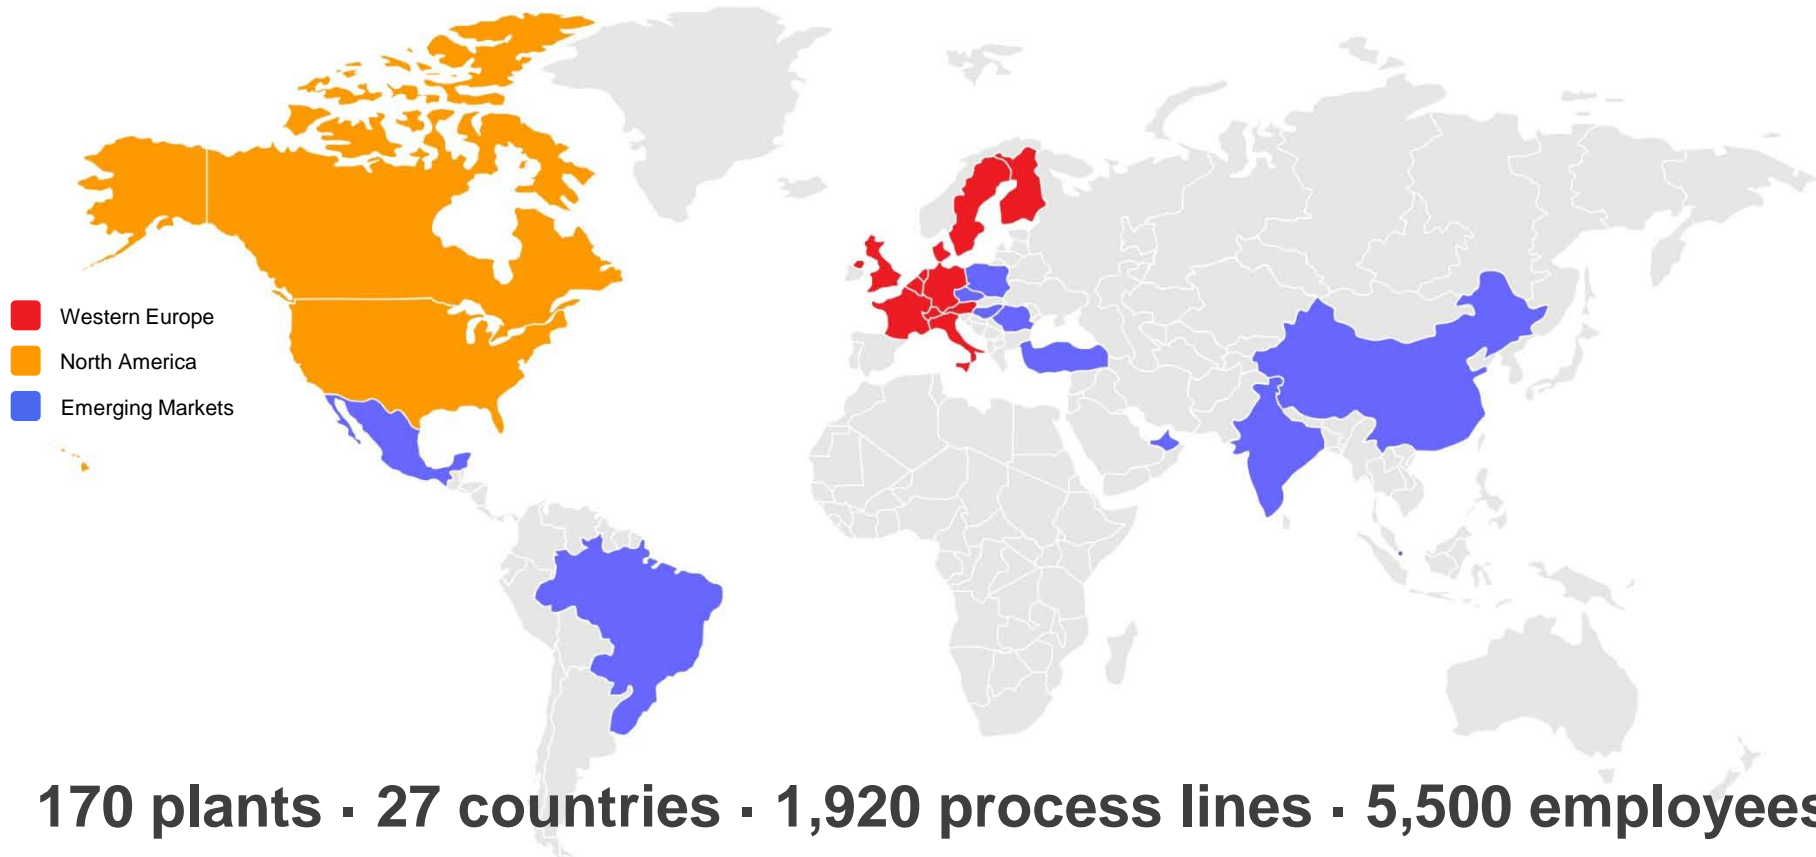 Western Europe
North America
Emerging Markets
170 plants ▪ 27 countries ▪ 1,920 process lines ▪ 5,500 employees